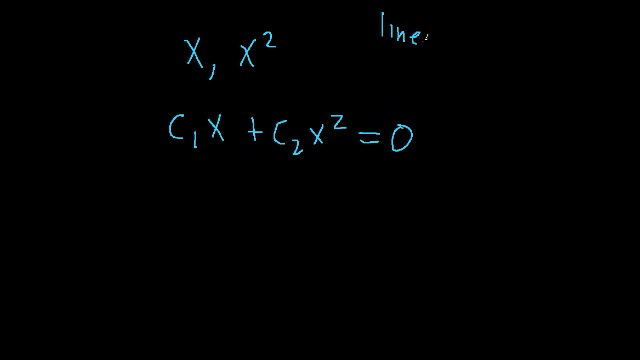 x, x² line
c₁x + c₂x² = 0